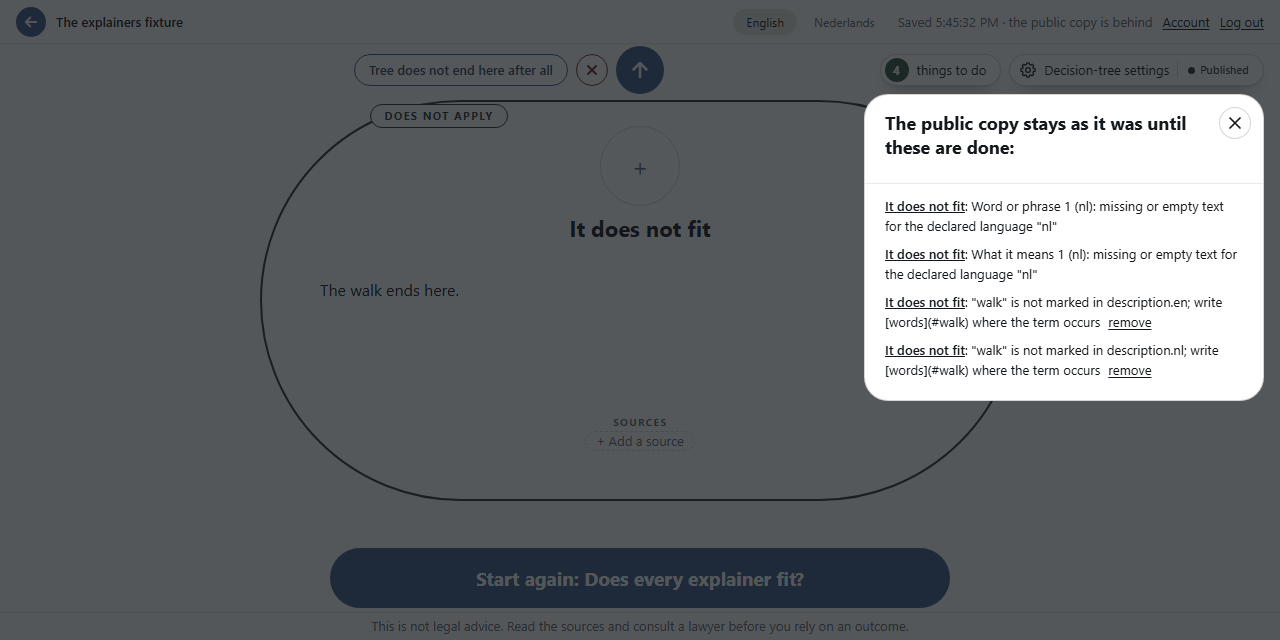 The explainers fixture
English
Nederlands
Saved 5:45:32 PM · the public copy is behind
Account
Log out
Tree does not end here after all
4 things to do
Decision-tree settings
Published
DOES NOT APPLY
+
It does not fit
The walk ends here.
SOURCES
+ Add a source
Start again: Does every explainer fit?
This is not legal advice. Read the sources and consult a lawyer before you rely on an outcome.
The public copy stays as it was until
these are done:
It does not fit: Word or phrase 1 (nl): missing or empty text
for the declared language "nl"
It does not fit: What it means 1 (nl): missing or empty text for
the declared language "nl"
It does not fit: "walk" is not marked in description.en; write
[words](#walk) where the term occurs remove
It does not fit: "walk" is not marked in description.nl; write
[words](#walk) where the term occurs remove